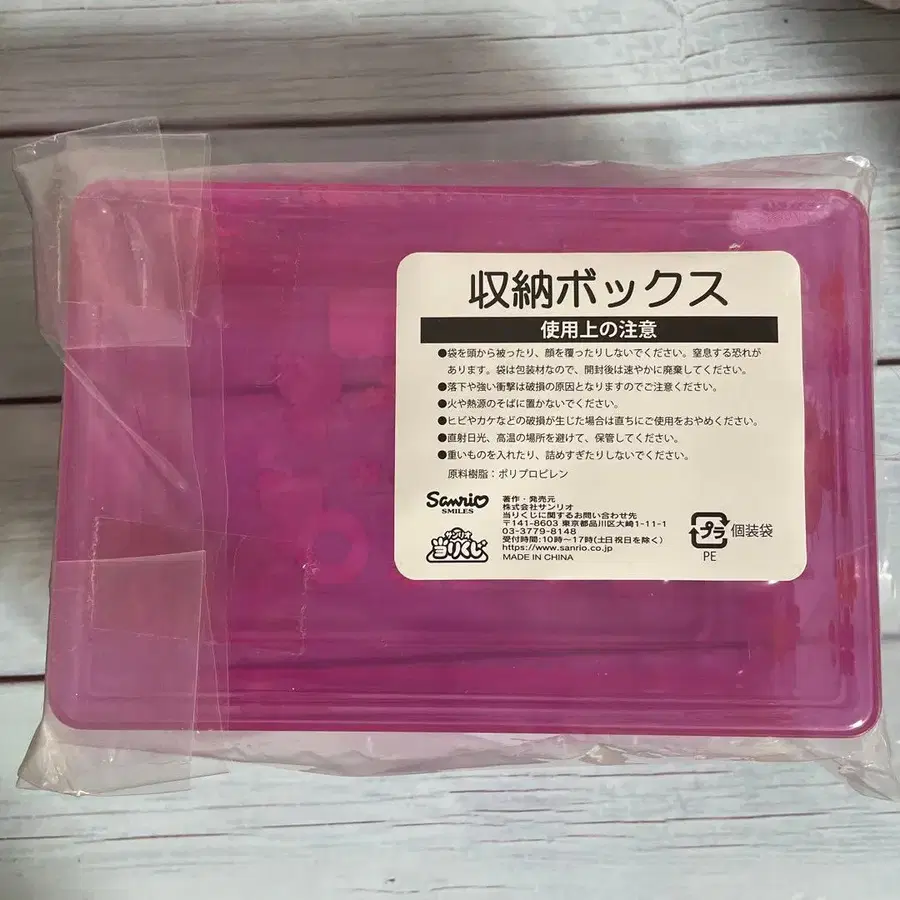 収納ボックス
使用上の注意
●袋を頭から被ったり、顔を覆ったりしないでください。窒息する恐れが
あります。袋は包装材なので、開封後は速やかに廃棄してください。
●落下や強い衝撃は破損の原因となりますのでご注意ください。
●火や熱源のそばに置かないでください。
●ヒビやカケなどの破損が生じた場合は直ちにご使用をおやめください。
●直射日光、高温の場所を避けて、保管してください。
●重いものを入れたり、詰めすぎたりしないでください。
原料樹脂：ポリプロピレン
Sanrio
SMILES
サンリオ
当りくじ
著作・発売元
株式会社サンリオ
当りくじに関するお問い合わせ先
〒141-8603 東京都品川区大崎1-11-1
03-3779-8148
受付時間:10時〜17時(土日祝日を除く)
https://www.sanrio.co.jp
MADE IN CHINA
プラ 個装袋
PE